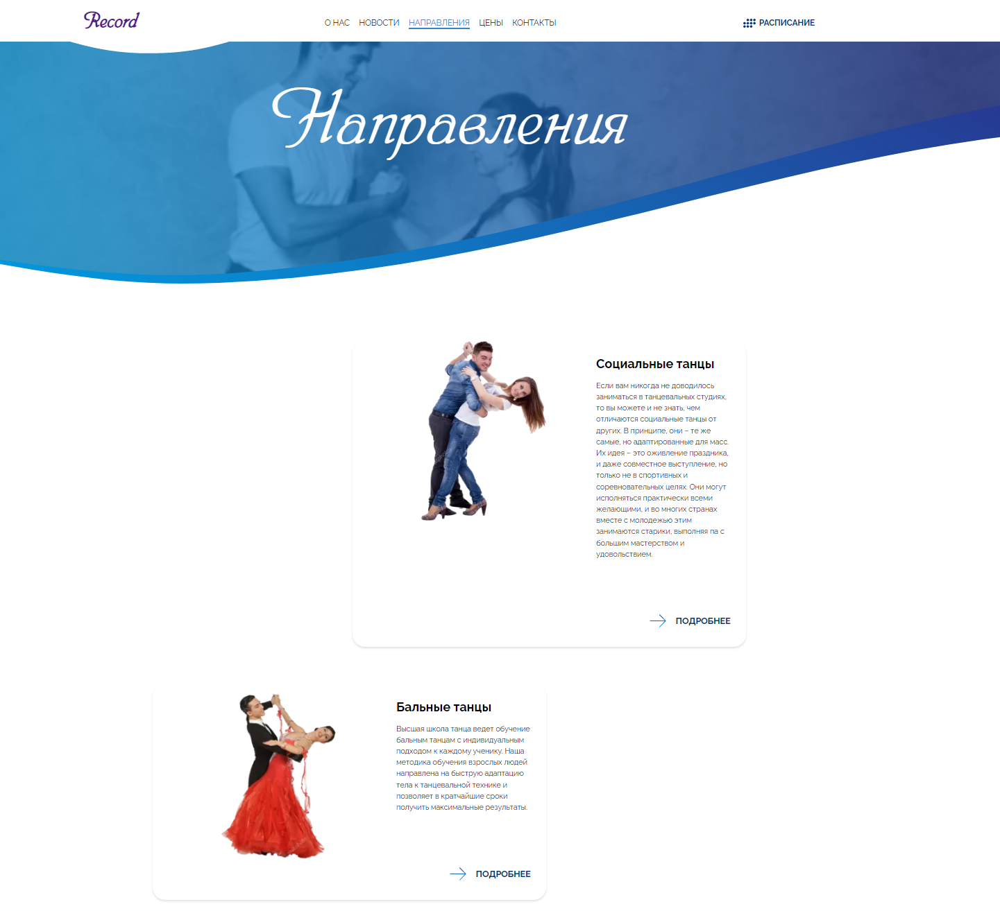 Record
О НАС НОВОСТИ НАПРАВЛЕНИЯ ЦЕНЫ КОНТАКТЫ
РАСПИСАНИЕ
Направления
Социальные танцы
Если вам никогда не доводилось
заниматься в танцевальных студиях,
то вы можете и не знать, чем
отличаются социальные танцы от
других. В принципе, они – те же
самые, но адаптированные для масс.
Их идея – это оживление праздника,
и даже совместное выступление, но
только не в спортивных и
соревновательных целях. Они могут
исполняться практически всеми
желающими, и во многих странах
вместе с молодежью этим
занимаются старики, выполняя па с
большим мастерством и
удовольствием.
ПОДРОБНЕЕ
Бальные танцы
Высшая школа танца ведет обучение
бальным танцам с индивидуальным
подходом к каждому ученику. Наша
методика обучения взрослых людей
направлена на быструю адаптацию
тела к танцевальной технике и
позволяет в кратчайшие сроки
получить максимальные результаты.
ПОДРОБНЕЕ